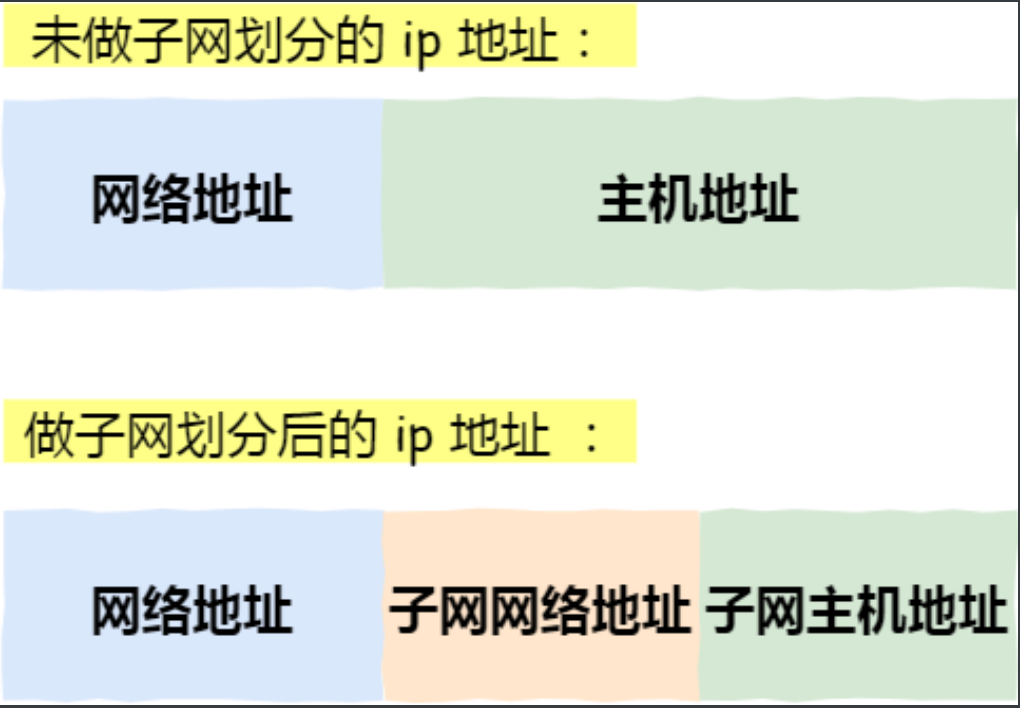 未做子网划分的 ip 地址：
网络地址 主机地址
做子网划分后的 ip 地址 ：
网络地址 子网网络地址 子网主机地址